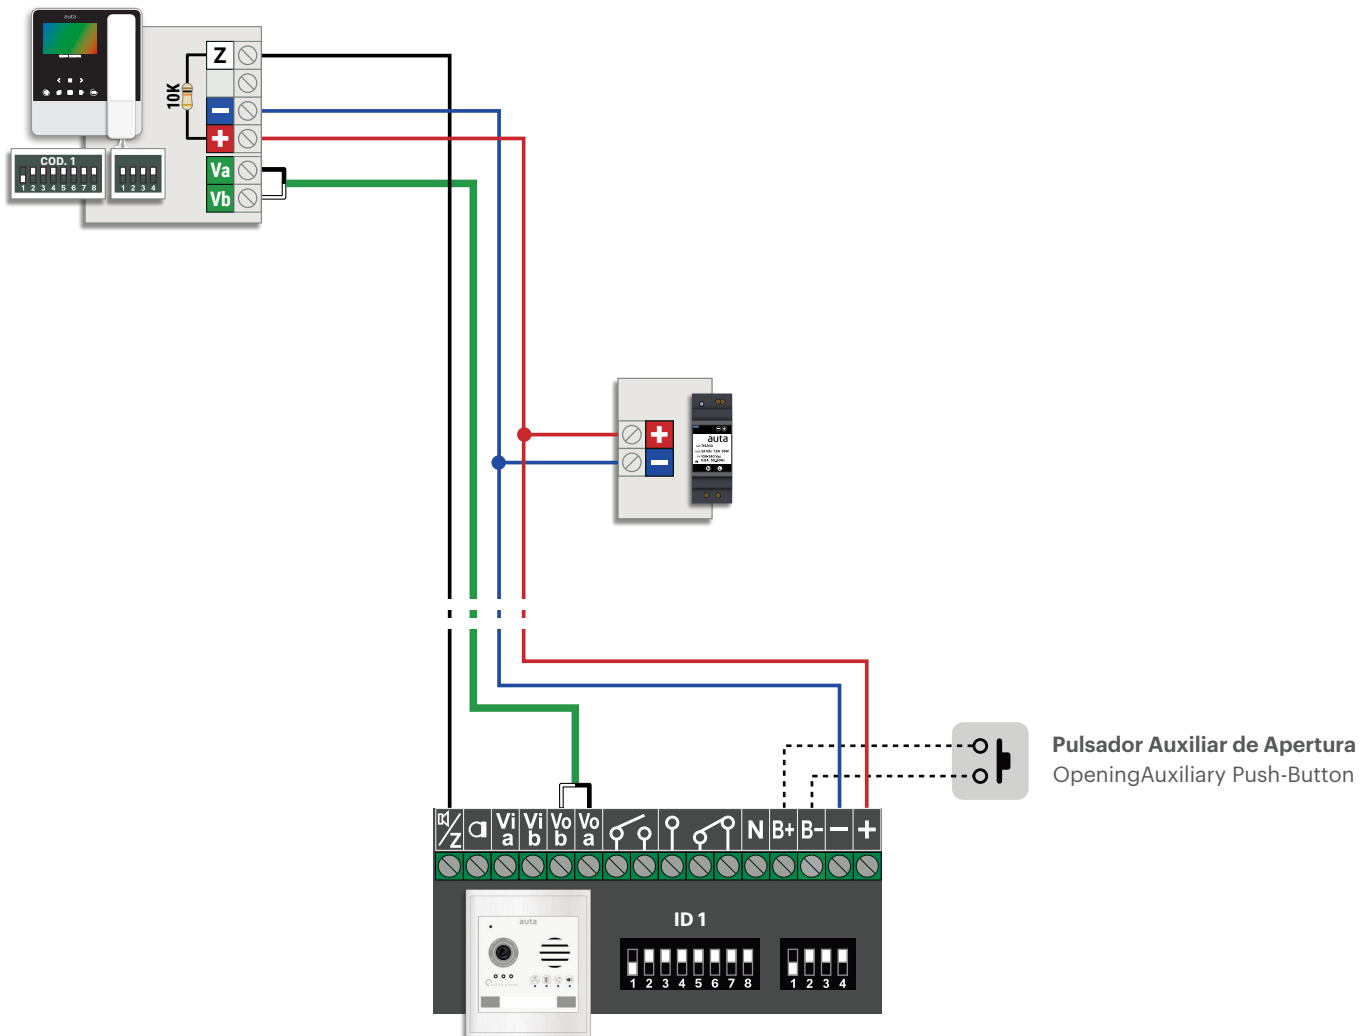 auta
Z
10K
−
+
Va
Vb
COD. 1
1 2 3 4 5 6 7 8
1 2 3 4
+
−
auta
Pulsador Auxiliar de Apertura
OpeningAuxiliary Push-Button
/Z
Vi a
Vi b
Vo b
Vo a
N
B+
B-
−
+
auta
ID 1
1 2 3 4 5 6 7 8
1 2 3 4